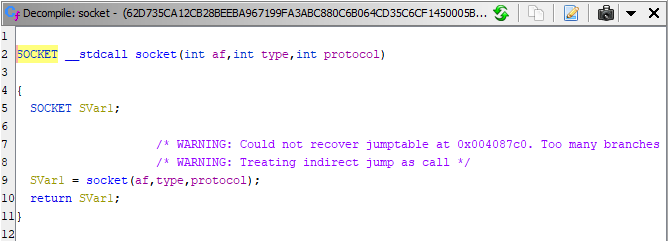 Decompile: socket - (62D735CA12CB28BEEBA967199FA3ABC880C6B064CD35C6CF1450005B...
1
2 SOCKET __stdcall socket(int af,int type,int protocol)
3
4 {
5 SOCKET SVar1;
6
7 /* WARNING: Could not recover jumptable at 0x004087c0. Too many branches
8 /* WARNING: Treating indirect jump as call */
9 SVar1 = socket(af,type,protocol);
10 return SVar1;
11 }
12